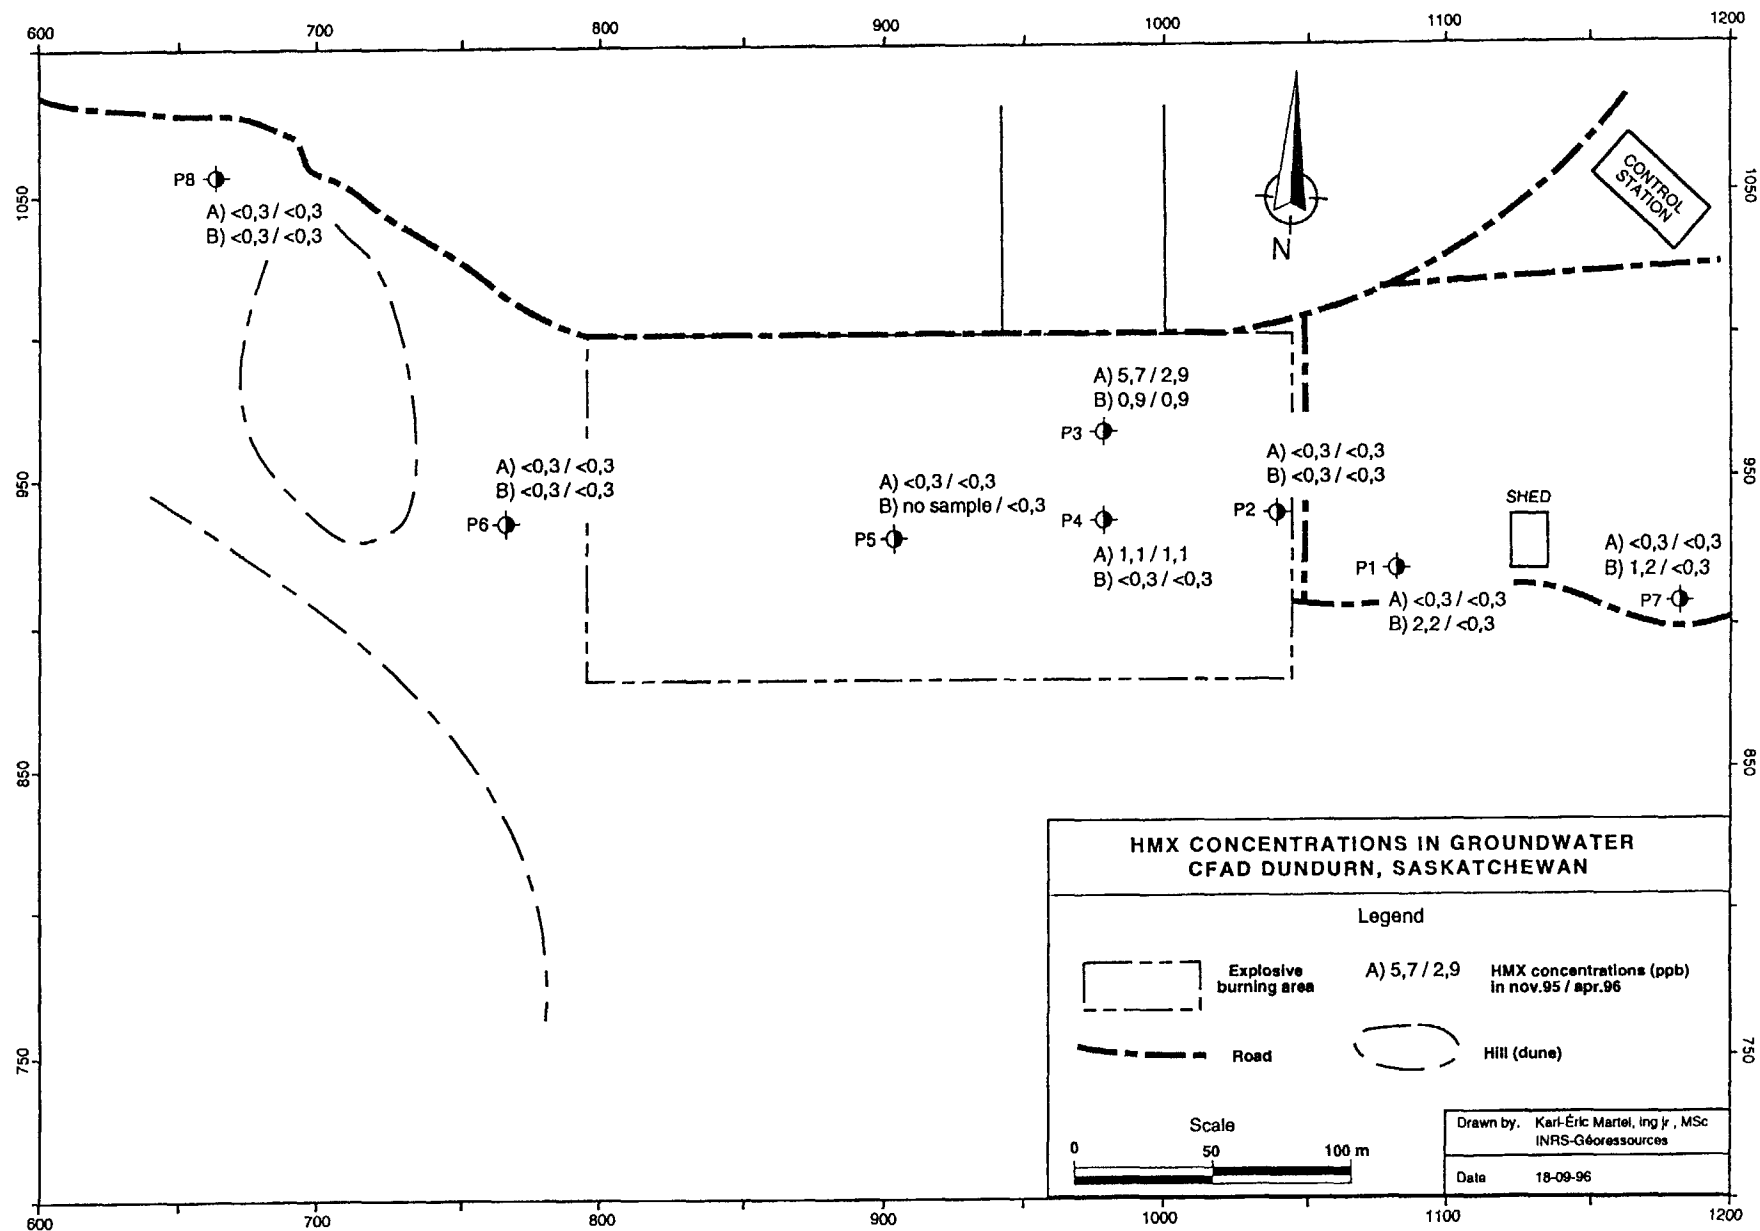 600 700 800 900 1000 1100 1200
1050
950
850
750
1050
950
850
750
P8
A) <0,3 / <0,3
B) <0,3 / <0,3
N
CONTROL
STATION
A) 5,7 / 2,9
B) 0,9 / 0,9
P3
A) <0,3 / <0,3
B) <0,3 / <0,3
P6
A) <0,3 / <0,3
B) no sample / <0,3
P5
P4
A) 1,1 / 1,1
B) <0,3 / <0,3
A) <0,3 / <0,3
B) <0,3 / <0,3
P2
SHED
P1
A) <0,3 / <0,3
B) 2,2 / <0,3
A) <0,3 / <0,3
B) 1,2 / <0,3
P7
HMX CONCENTRATIONS IN GROUNDWATER
CFAD DUNDURN, SASKATCHEWAN
Legend
Explosive
burning area
A) 5,7 / 2,9
HMX concentrations (ppb)
in nov.95 / apr.96
Road
Hill (dune)
Scale
0 50 100 m
Drawn by. Karl-Éric Martel, ing jr , MSc
INRS-Géoressources
Date 18-09-96
600 700 800 900 1000 1100 1200